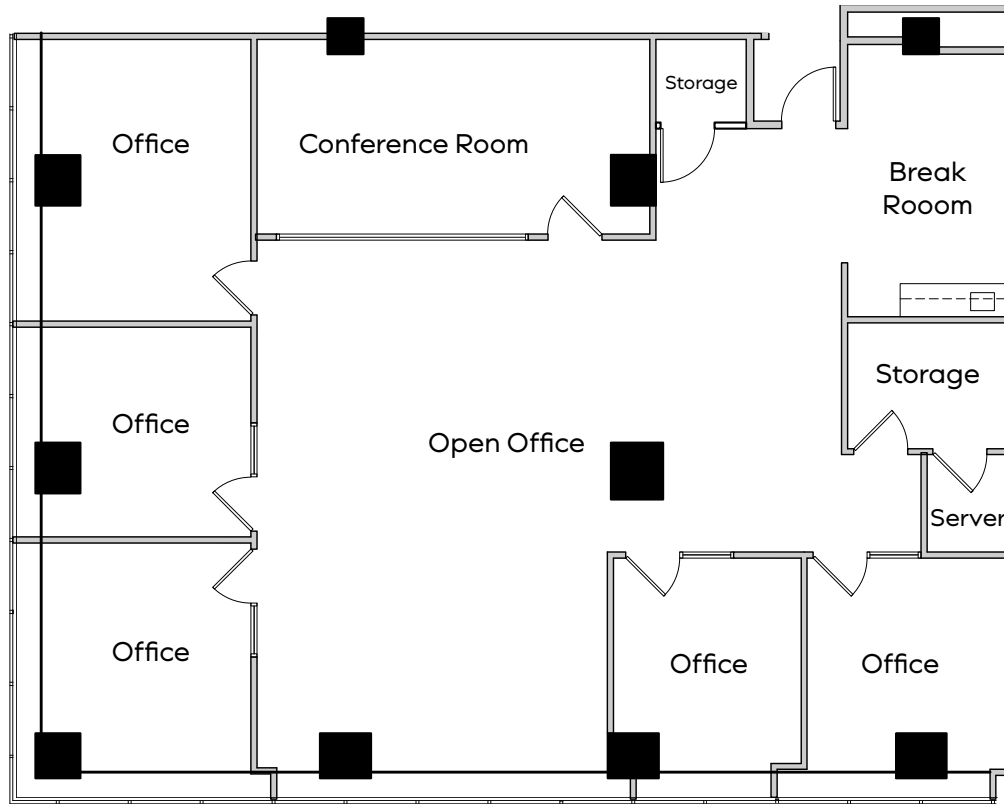 Storage
Office
Conference Room
Break
Rooom
Storage
Office
Open Office
Server
Office
Office
Office